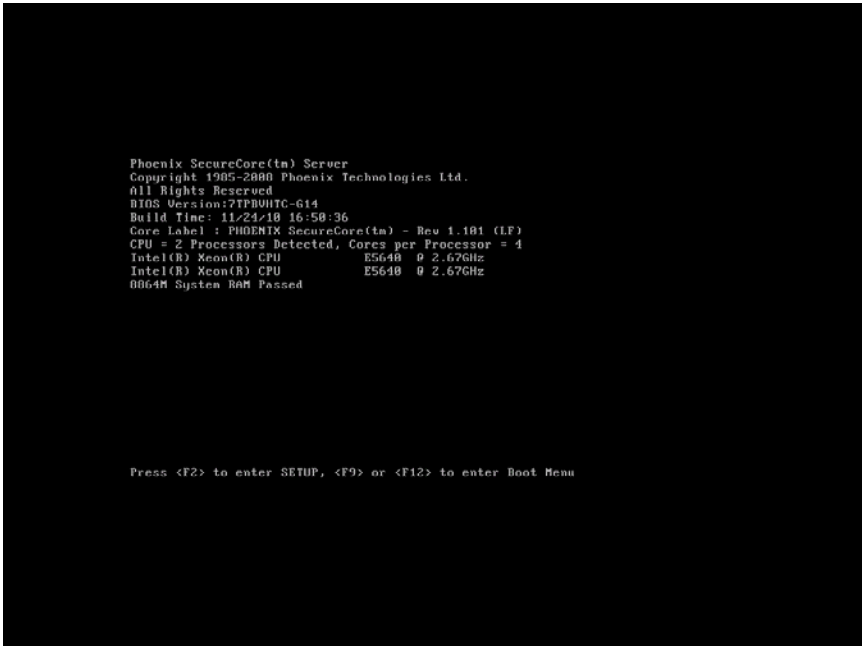 Phoenix SecureCore(tm) Server
Copyright 1985-2008 Phoenix Technologies Ltd.
All Rights Reserved
BIOS Version:7TPBVHTC-G14
Build Time: 11/24/10 16:50:36
Core Label : PHOENIX SecureCore(tm) - Rev 1.101 (LF)
CPU = 2 Processors Detected, Cores per Processor = 4
Intel(R) Xeon(R) CPU E5640 @ 2.67GHz
Intel(R) Xeon(R) CPU E5640 @ 2.67GHz
8064M System RAM Passed
Press <F2> to enter SETUP, <F9> or <F12> to enter Boot Menu